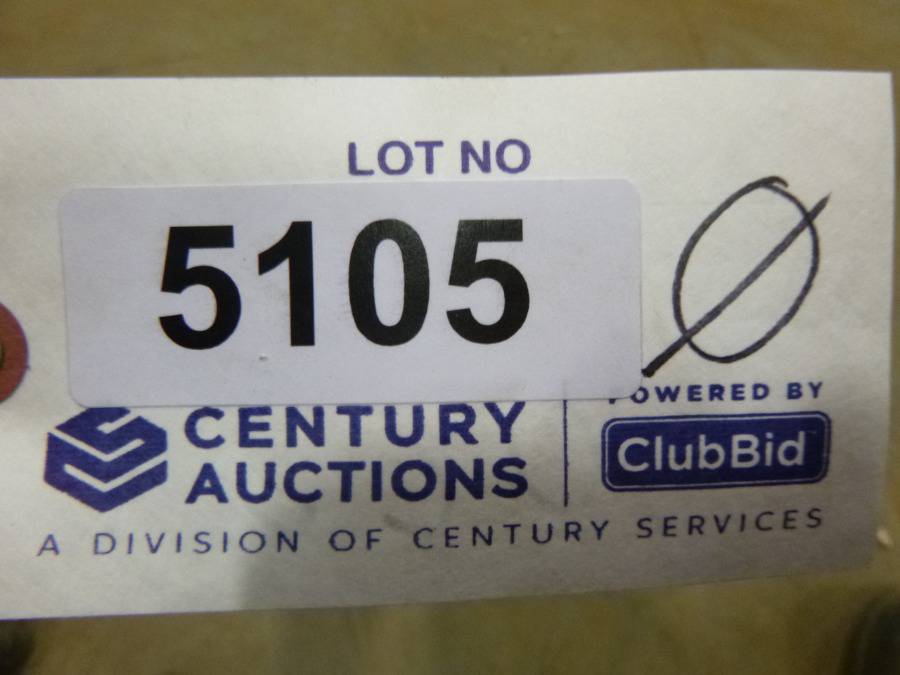 LOT NO
5105
Ø
CENTURY
AUCTIONS
POWERED BY
ClubBid
A DIVISION OF CENTURY SERVICES